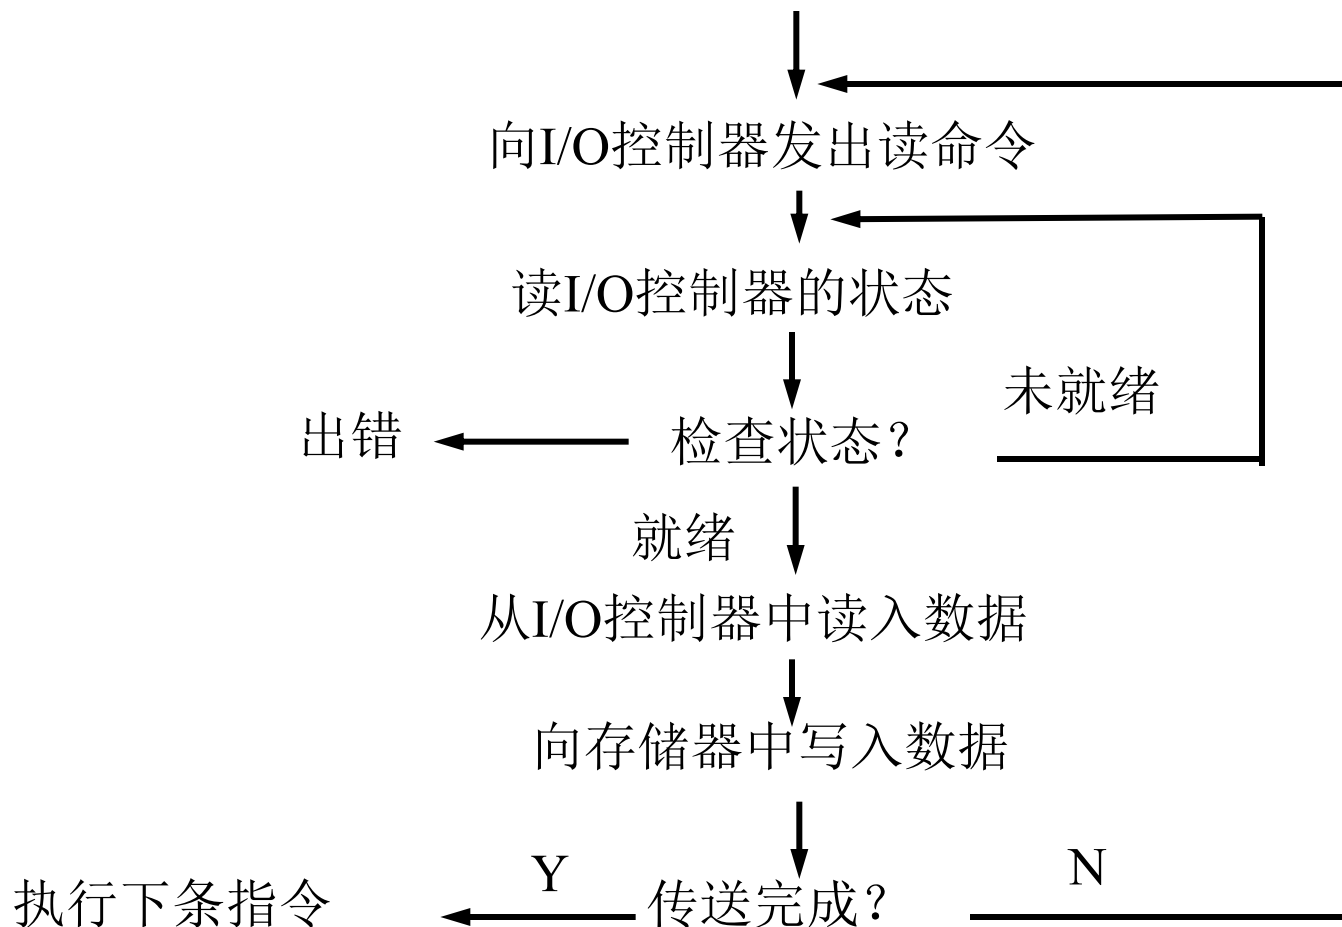 向I/O控制器发出读命令
读I/O控制器的状态
未就绪
出错
检查状态？
就绪
从I/O控制器中读入数据
向存储器中写入数据
Y
N
执行下条指令
传送完成？